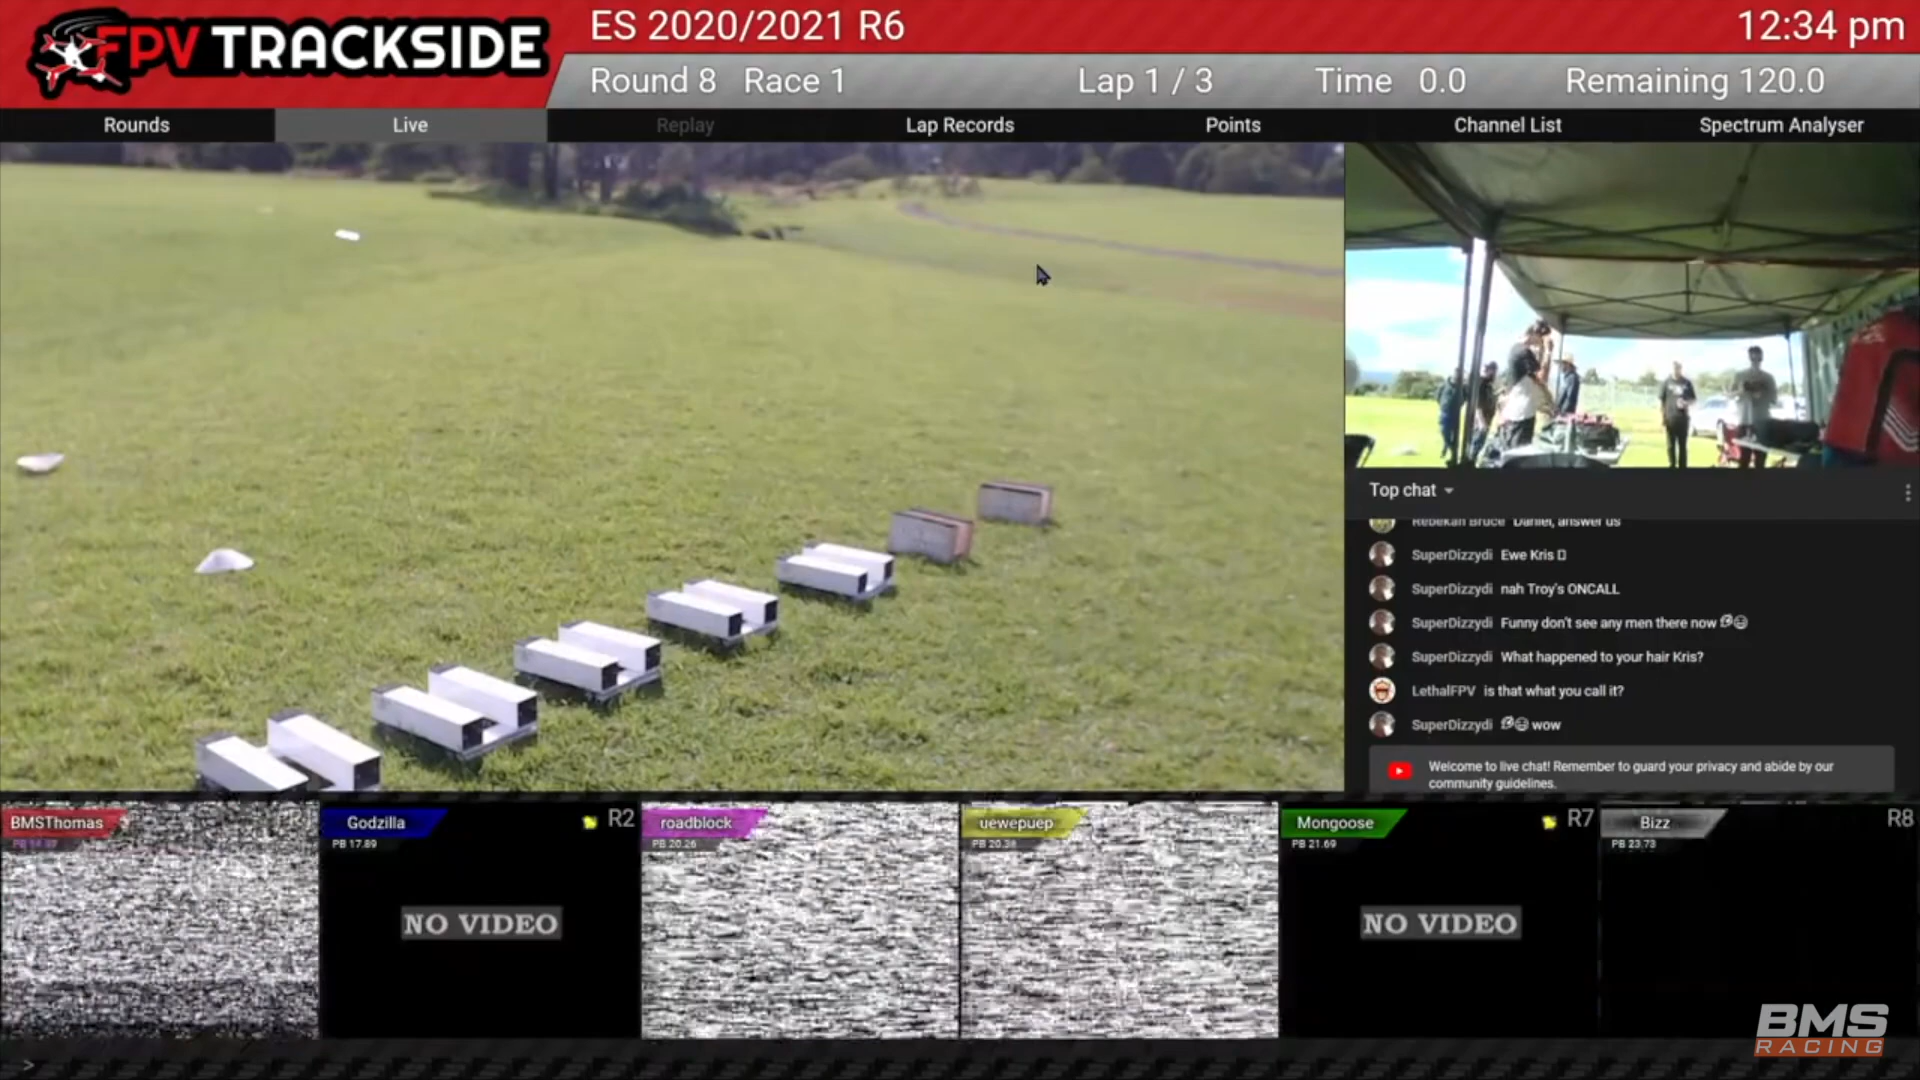 FPV TRACKSIDE
ES 2020/2021 R6
12:34 pm
Round 8 Race 1
Lap 1 / 3
Time 0.0
Remaining 120.0
Rounds
Live
Replay
Lap Records
Points
Channel List
Spectrum Analyser
Top chat
Rebekah Bruce Daniel, answer us
SuperDizzydi Ewe Kris
SuperDizzydi nah Troy's ONCALL
SuperDizzydi Funny don't see any men there now
SuperDizzydi What happened to your hair Kris?
LethalFPV is that what you call it?
SuperDizzydi wow
Welcome to live chat! Remember to guard your privacy and abide by our
community guidelines.
BMSThomas
Godzilla
R2
PB 17.89
NO VIDEO
roadblock
PB 20.26
uewepuep
PB 20.38
Mongoose
R7
PB 21.69
NO VIDEO
Bizz
R8
PB 23.73
BMS
RACING
>